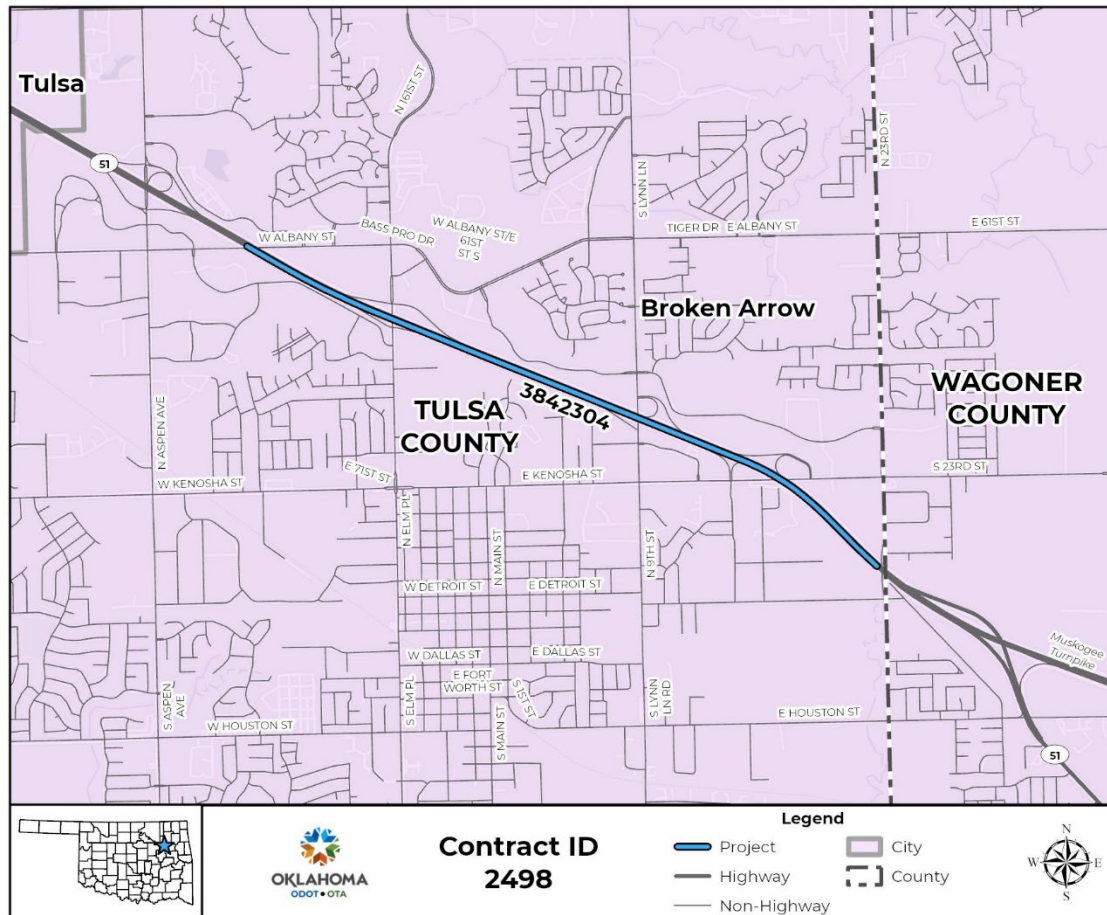 Tulsa
51
N 161ST ST
S LYNN LN
N 23RD ST
W ALBANY ST
BASS PRO DR
W ALBANY ST/E
61ST
ST S
TIGER DR
E ALBANY ST
E 61ST ST
Broken Arrow
3842304
TULSA
COUNTY
WAGONER
COUNTY
N ASPEN AVE
W KENOSHA ST
E 71ST ST
E KENOSHA ST
S 23RD ST
N ELM PL
N MAIN ST
N 9TH ST
W DETROIT ST
E DETROIT ST
W DALLAS ST
E DALLAS ST
E FORT
WORTH ST
S 1ST ST
Muskogee
Turnpike
S ASPEN
AVE
W HOUSTON ST
S ELM PL
S MAIN ST
S LYNN
LN RD
E HOUSTON ST
51
OKLAHOMA
ODOT • OTA
Contract ID
2498
Legend
Project
Highway
Non-Highway
City
County
N
W
E
S